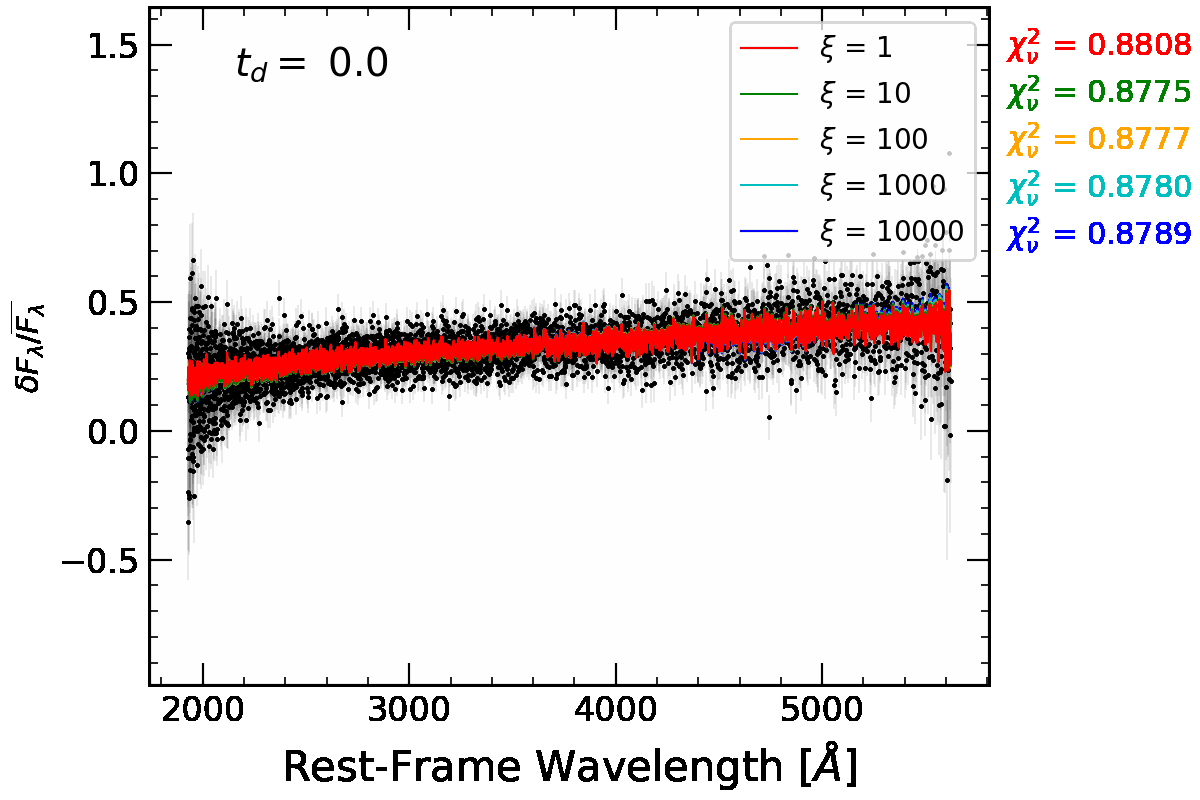 t_d = 0.0
ξ = 1
ξ = 10
ξ = 100
ξ = 1000
ξ = 10000
χ²_ν = 0.8808
χ²_ν = 0.8775
χ²_ν = 0.8777
χ²_ν = 0.8780
χ²_ν = 0.8789
1.5
1.0
0.5
0.0
−0.5
δF_λ/F̅_λ
2000 3000 4000 5000
Rest-Frame Wavelength [Å]